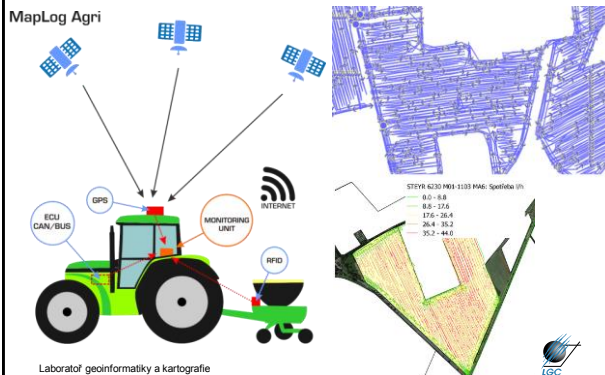 MapLog Agri
GPS
ECU
CAN/BUS
MONITORING
UNIT
INTERNET
RFID
STEYR 6230 M01-1103 MA6: Spotřeba l/h
0.0 - 8.8
8.8 - 17.6
17.6 - 26.4
26.4 - 35.2
35.2 - 44.0
Laboratoř geoinformatiky a kartografie
LGC